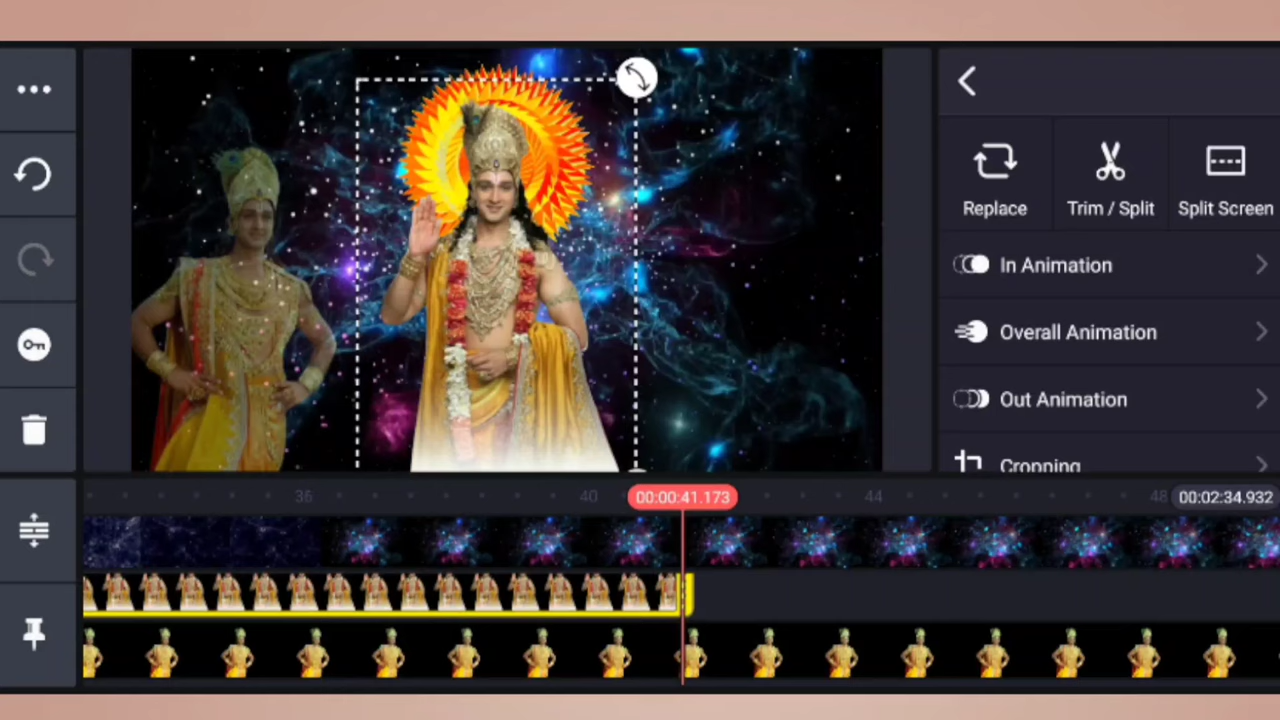 Replace
Trim / Split
Split Screen
In Animation
Overall Animation
Out Animation
Cropping
36
40
00:00:41.173
44
48
00:02:34.932